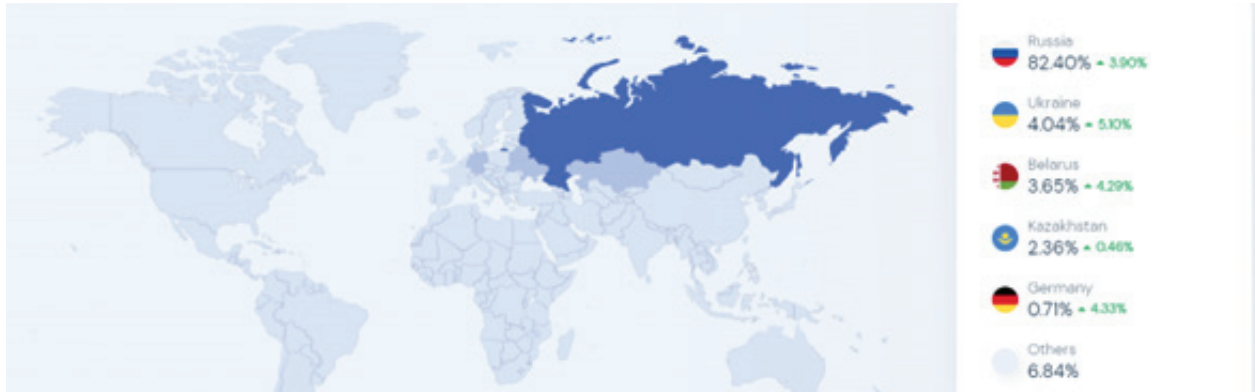 Russia
82.40% ▲ 3.90%
Ukraine
4.04% ▲ 5.10%
Belarus
3.65% ▲ 4.29%
Kazakhstan
2.36% ▲ 0.46%
Germany
0.71% ▲ 4.33%
Others
6.84%